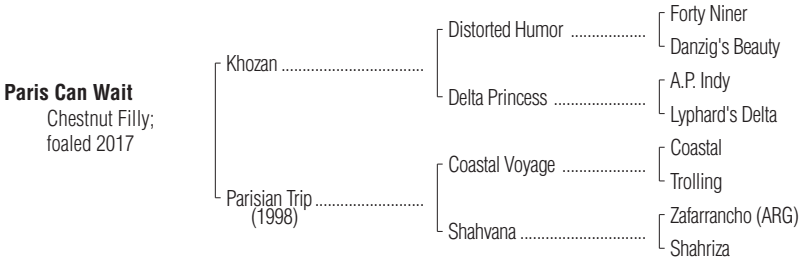 Paris Can Wait
Chestnut Filly;
foaled 2017
Khozan
Parisian Trip
(1998)
Distorted Humor
Delta Princess
Coastal Voyage
Shahvana
Forty Niner
Danzig's Beauty
A.P. Indy
Lyphard's Delta
Coastal
Trolling
Zafarrancho (ARG)
Shahriza